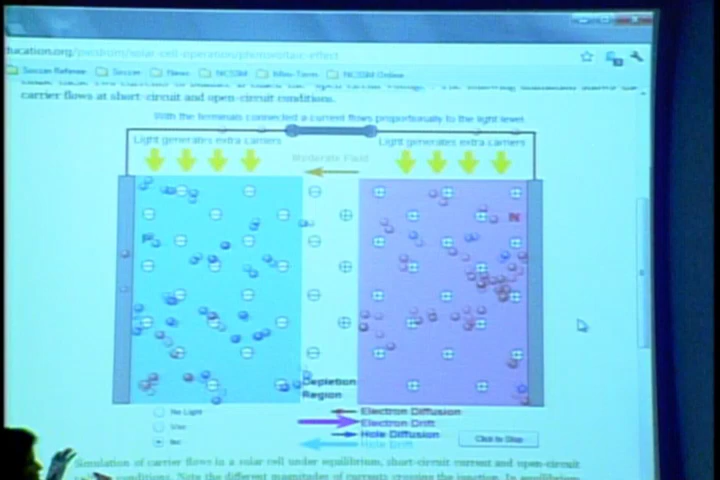 ducation.org/pvcdrom/solar-cell-operation/photovoltaic-effect
Soccer Referee Soccer News NCSSM Mini-Term NCSSM Online
carrier flows at short-circuit and open-circuit conditions.
With the terminals connected a current flows proportionally to the light level.
Light generates extra carriers Light generates extra carriers
Moderate Field
P N
Depletion
Region
No Light
Electron Diffusion
Electron Drift
Hole Diffusion
Hole Drift
Click to Stop
Simulation of carrier flows in a solar cell under equilibrium, short-circuit current and open-circuit
conditions. Note the different magnitudes of currents crossing the junction. In equilibrium